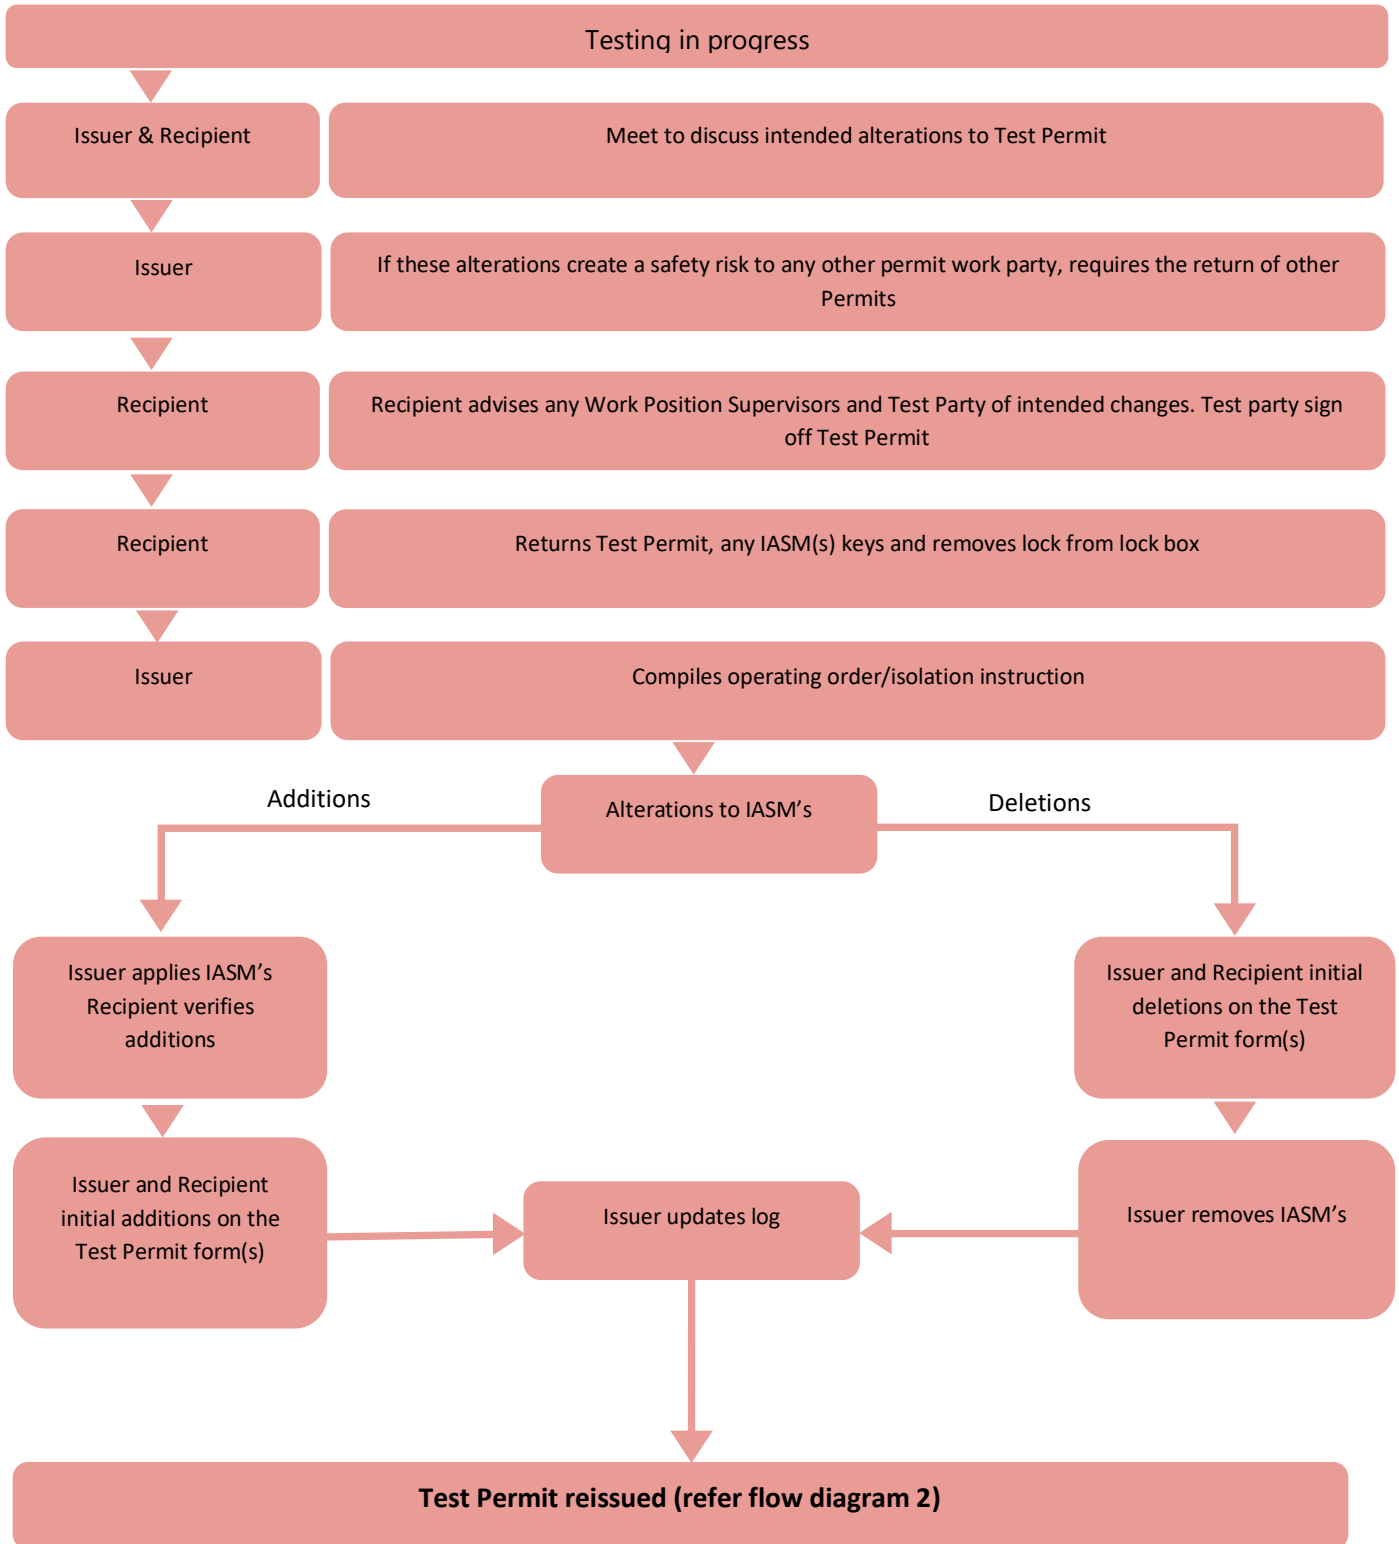 Testing in progress
Issuer & Recipient
Meet to discuss intended alterations to Test Permit
Issuer
If these alterations create a safety risk to any other permit work party, requires the return of other
Permits
Recipient
Recipient advises any Work Position Supervisors and Test Party of intended changes. Test party sign
off Test Permit
Recipient
Returns Test Permit, any IASM(s) keys and removes lock from lock box
Issuer
Compiles operating order/isolation instruction
Additions
Alterations to IASM’s
Deletions
Issuer applies IASM’s
Recipient verifies
additions
Issuer and Recipient initial
deletions on the Test
Permit form(s)
Issuer and Recipient
initial additions on the
Test Permit form(s)
Issuer updates log
Issuer removes IASM’s
Test Permit reissued (refer flow diagram 2)